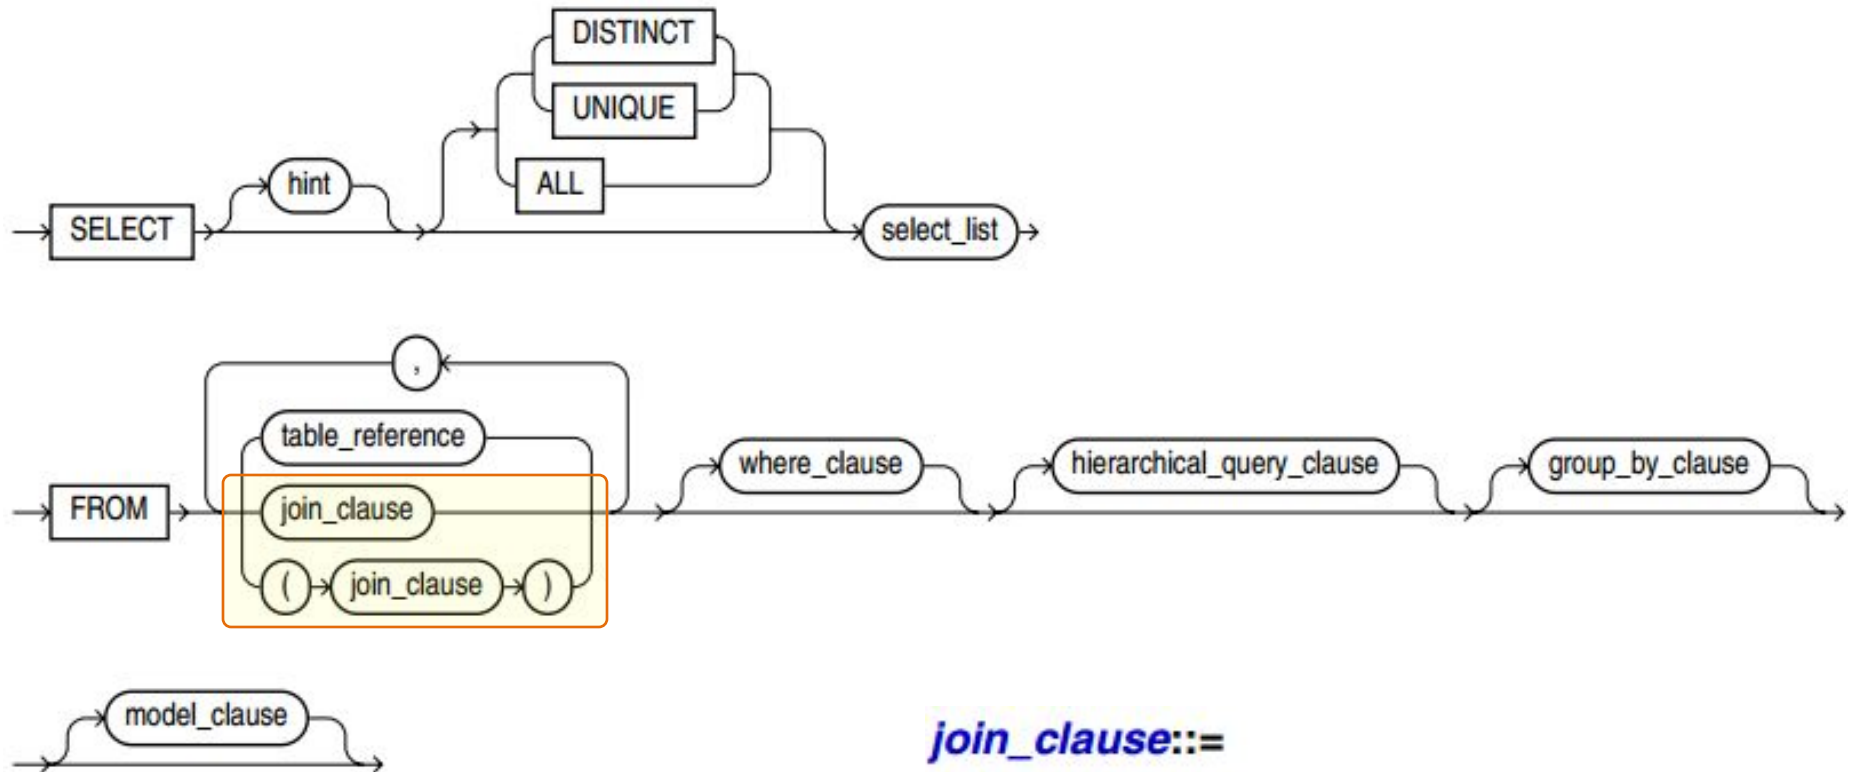 DISTINCT
UNIQUE
ALL
hint
SELECT
select_list
,
table_reference
where_clause
hierarchical_query_clause
group_by_clause
FROM
join_clause
( join_clause )
model_clause
join_clause::=